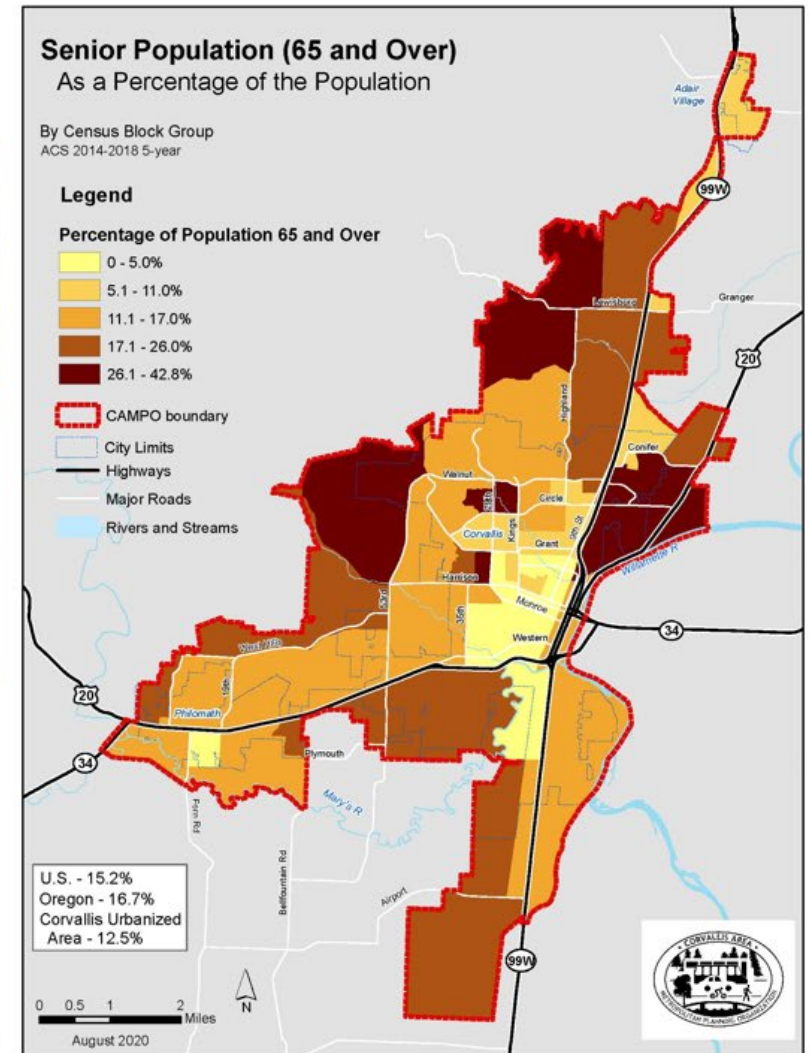 Senior Population (65 and Over)
As a Percentage of the Population
By Census Block Group
ACS 2014-2018 5-year
Legend
Percentage of Population 65 and Over
0 - 5.0%
5.1 - 11.0%
11.1 - 17.0%
17.1 - 26.0%
26.1 - 42.8%
CAMPO boundary
City Limits
Highways
Major Roads
Rivers and Streams
Adair
Village
99W
Lewisburg
Granger
20
Highland
Conifer
Walnut
29th
Circle
Kings
9th St
Corvallis
Grant
Harrison
Willamette R
53rd
35th
Monroe
Western
34
West Hills
19th
20
Philomath
Plymouth
34
Mary's R
Fern Rd
Bellfountain Rd
Airport
99W
U.S. - 15.2%
Oregon - 16.7%
Corvallis Urbanized
Area - 12.5%
N
0 0.5 1 2
Miles
August 2020
CORVALLIS AREA
METROPOLITAN PLANNING ORGANIZATION